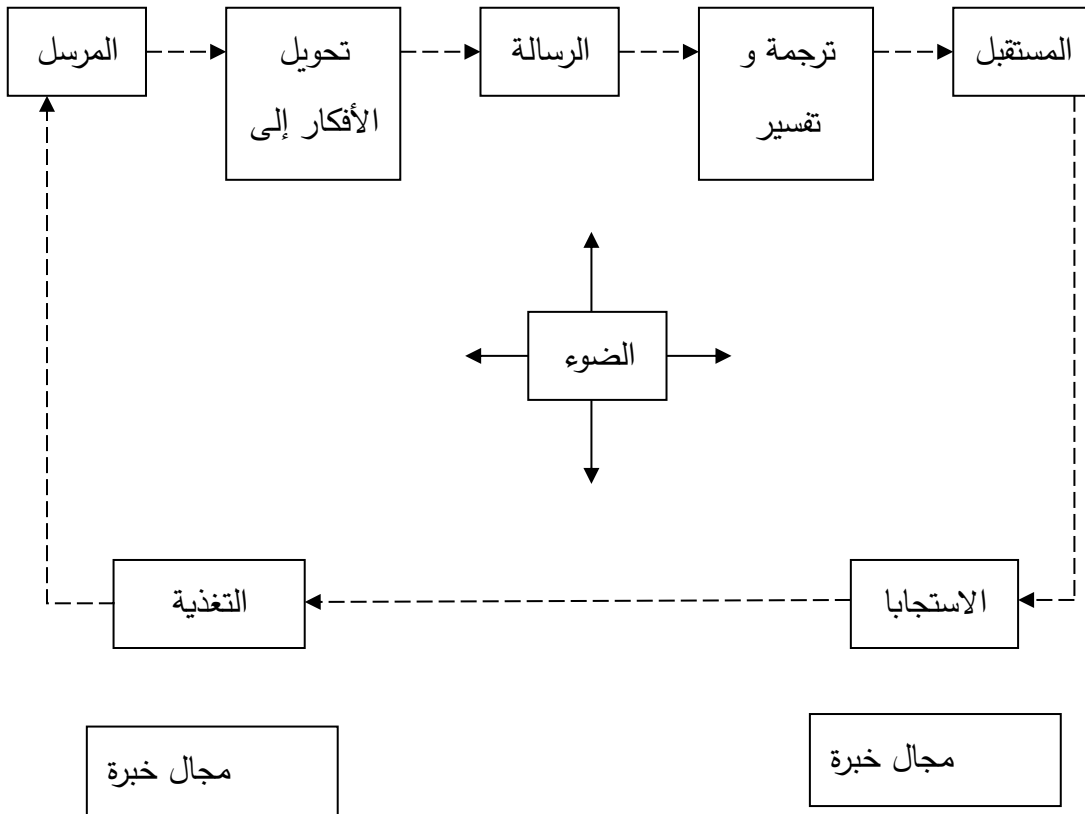 المرسل
تحويل
الأفكار إلى
الرسالة
ترجمة و
تفسير
المستقبل
الضوء
التغذية
الاستجابا
مجال خبرة
مجال خبرة